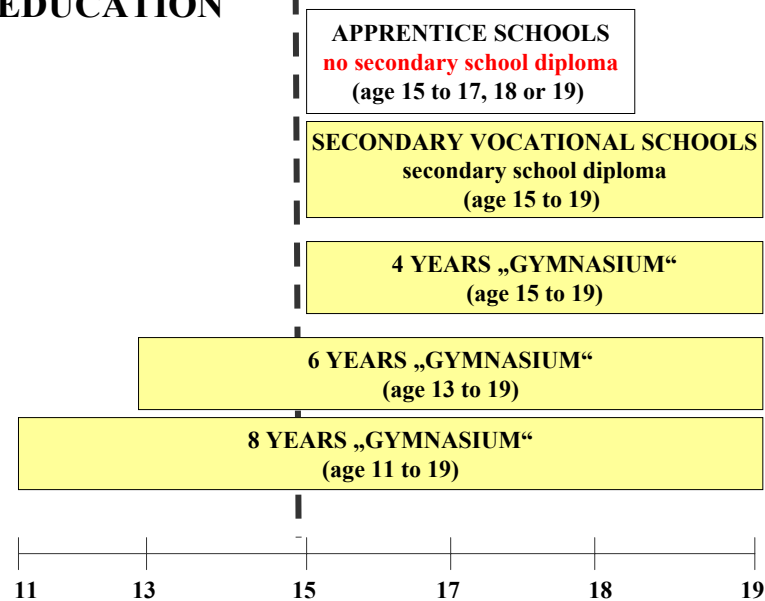 EDUCATION
APPRENTICE SCHOOLS
no secondary school diploma
(age 15 to 17, 18 or 19)
SECONDARY VOCATIONAL SCHOOLS
secondary school diploma
(age 15 to 19)
4 YEARS „GYMNASIUM“
(age 15 to 19)
6 YEARS „GYMNASIUM“
(age 13 to 19)
8 YEARS „GYMNASIUM“
(age 11 to 19)
11 13 15 17 18 19